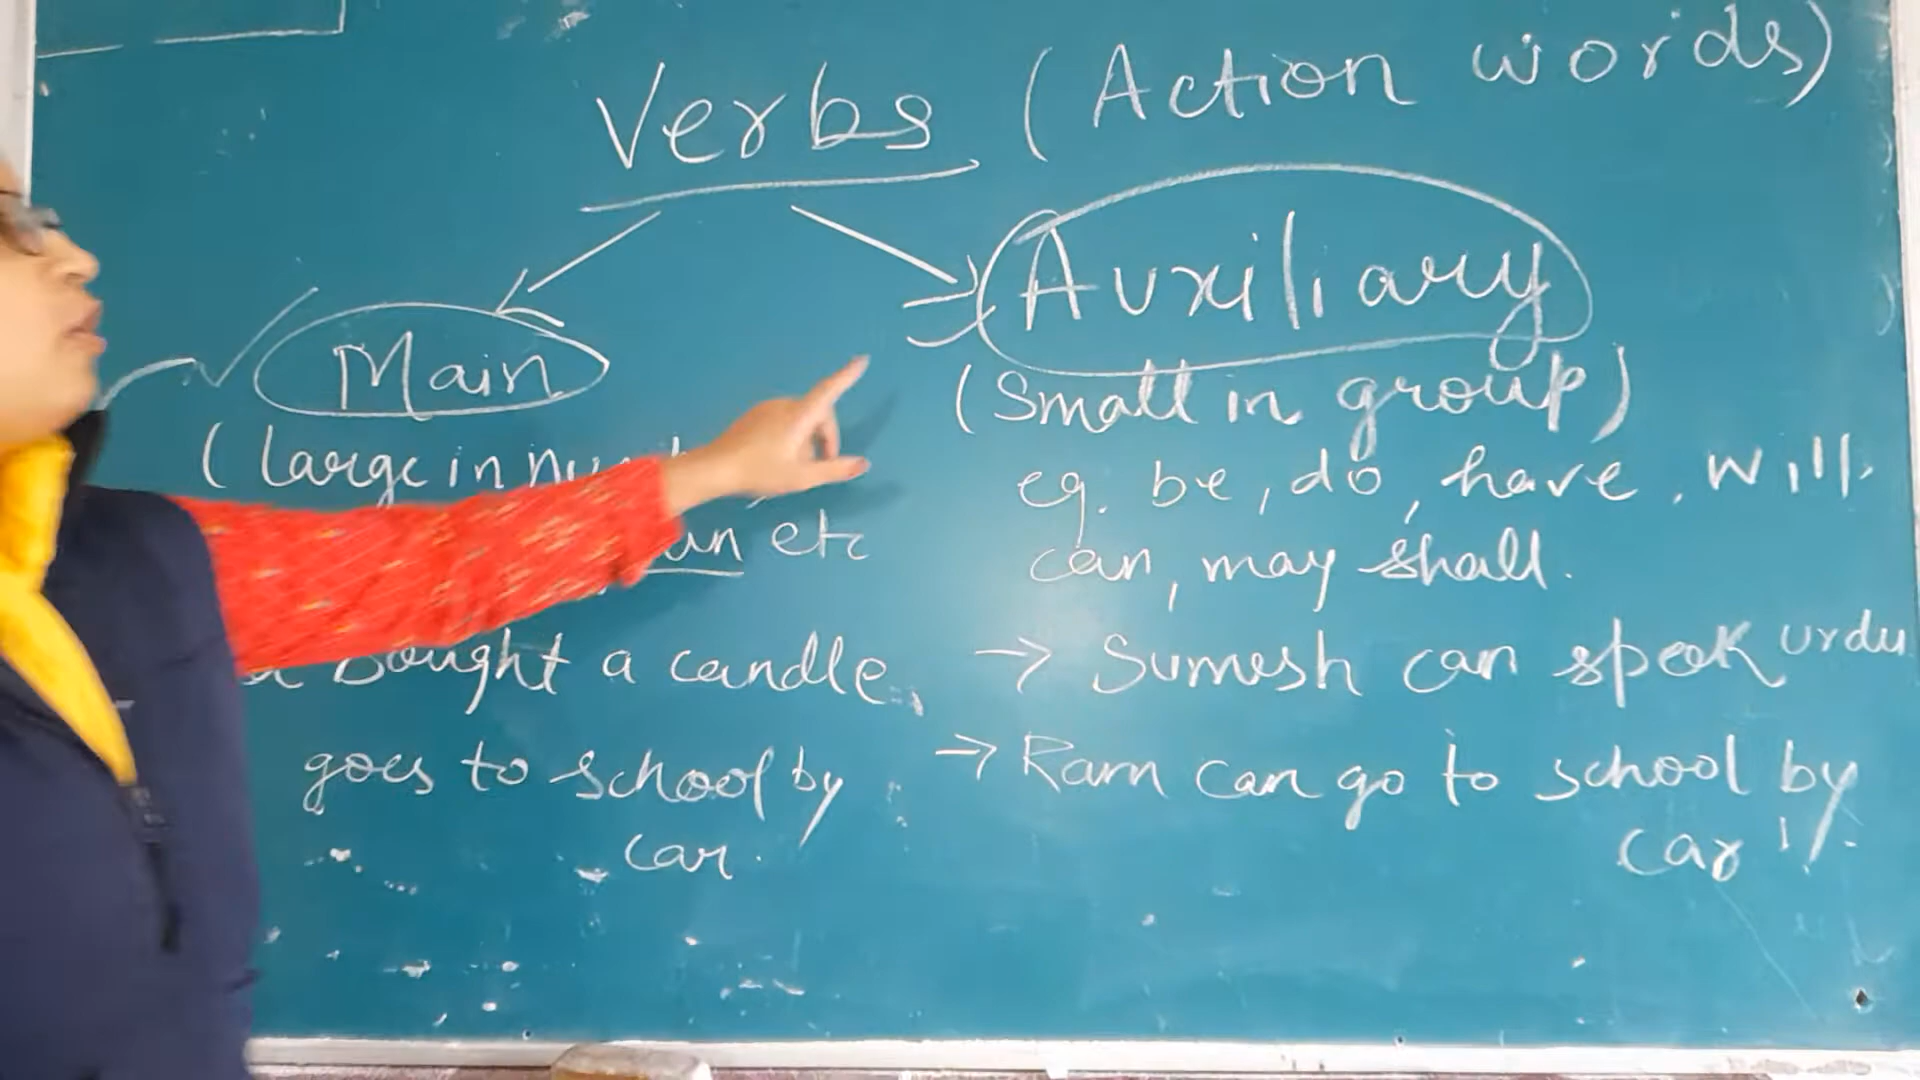 Verbs (Action words)
Main
Auxiliary
(large in
etc
bought a candle
goes to school by
car.
(Small in group)
eg. be, do, have, will,
can, may shall.
→ Sumesh can speak urdu
→ Ram can go to school by
car